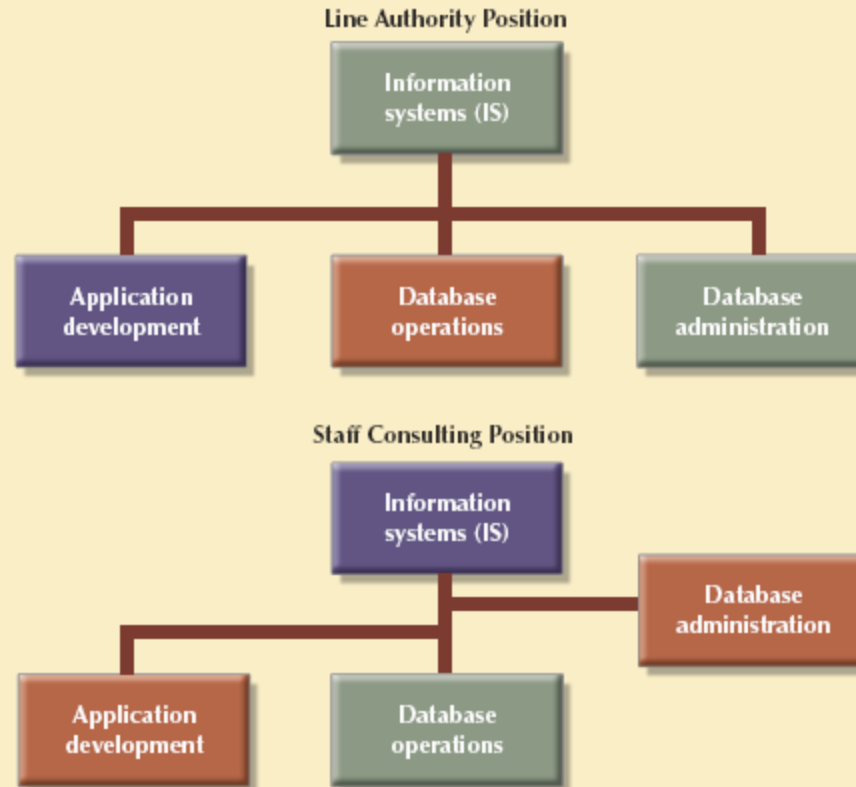 Line Authority Position
Information
systems (IS)
Application
development
Database
operations
Database
administration
Staff Consulting Position
Information
systems (IS)
Database
administration
Application
development
Database
operations